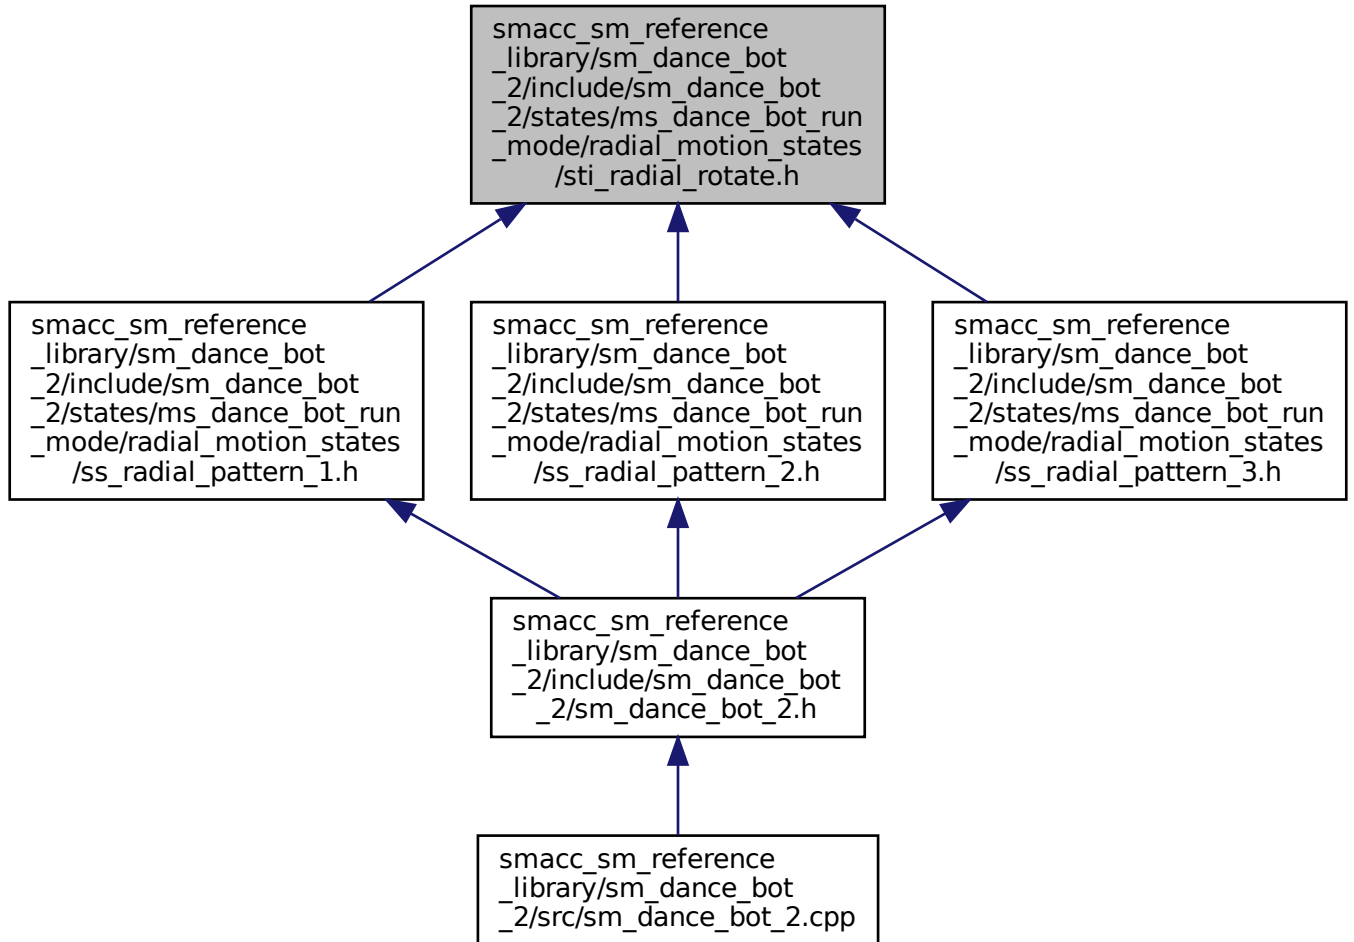 smacc_sm_reference
_library/sm_dance_bot
_2/include/sm_dance_bot
_2/states/ms_dance_bot_run
_mode/radial_motion_states
/sti_radial_rotate.h
smacc_sm_reference
_library/sm_dance_bot
_2/include/sm_dance_bot
_2/states/ms_dance_bot_run
_mode/radial_motion_states
/ss_radial_pattern_1.h
smacc_sm_reference
_library/sm_dance_bot
_2/include/sm_dance_bot
_2/states/ms_dance_bot_run
_mode/radial_motion_states
/ss_radial_pattern_2.h
smacc_sm_reference
_library/sm_dance_bot
_2/include/sm_dance_bot
_2/states/ms_dance_bot_run
_mode/radial_motion_states
/ss_radial_pattern_3.h
smacc_sm_reference
_library/sm_dance_bot
_2/include/sm_dance_bot
_2/sm_dance_bot_2.h
smacc_sm_reference
_library/sm_dance_bot
_2/src/sm_dance_bot_2.cpp